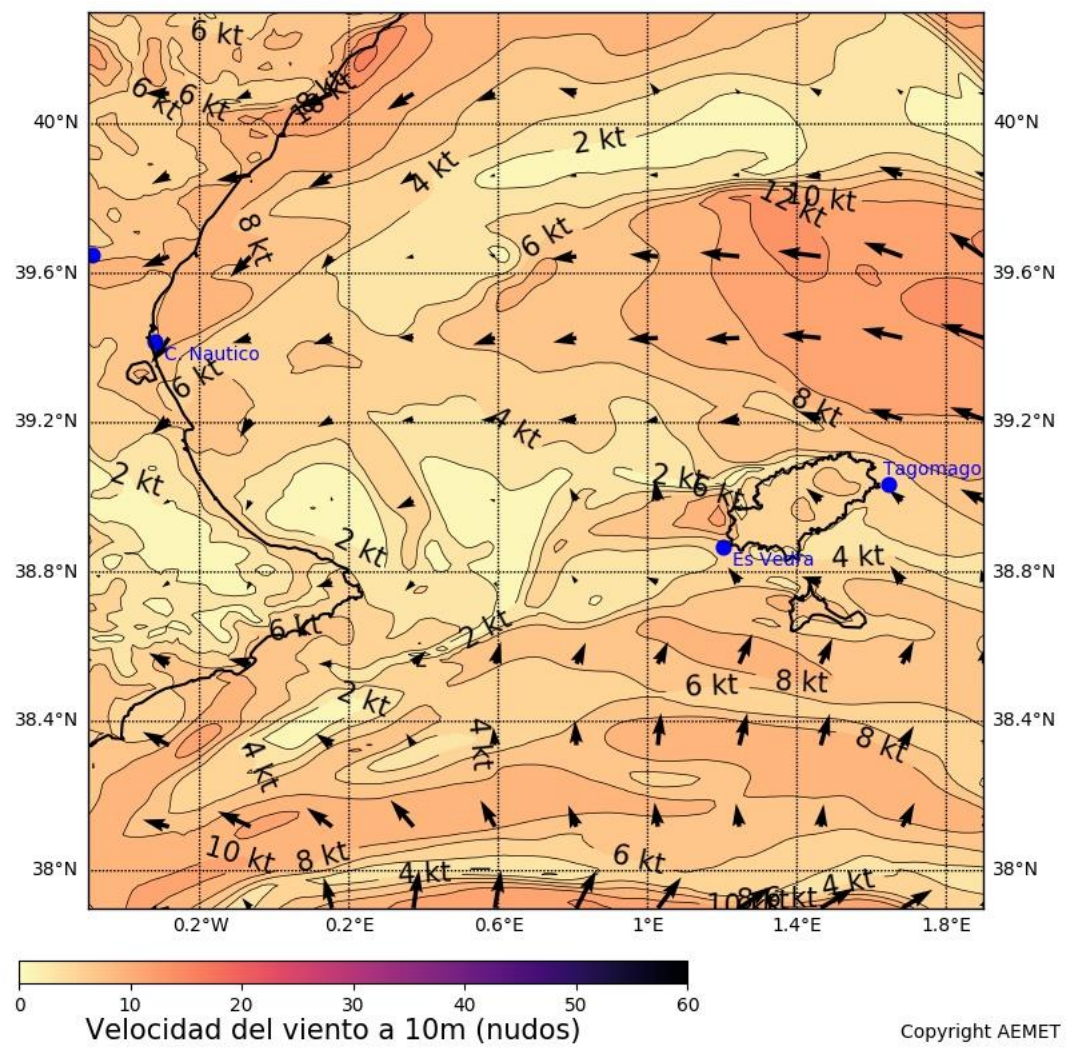 6 kt
6 kt
6 kt
40°N
40°N
2 kt
4 kt
12 kt
10 kt
8 kt
6 kt
39.6°N
39.6°N
C. Nautico
6 kt
8 kt
4 kt
39.2°N
39.2°N
2 kt
2 kt
6 kt
Tagomago
2 kt
Es Vedra
4 kt
38.8°N
38.8°N
6 kt
2 kt
6 kt
8 kt
2 kt
38.4°N
38.4°N
4 kt
4 kt
8 kt
10 kt
8 kt
6 kt
38°N
4 kt
4 kt
38°N
0.2°W
0.2°E
0.6°E
1°E
1.4°E
1.8°E
0
10
20
30
40
50
60
Velocidad del viento a 10m (nudos)
Copyright AEMET